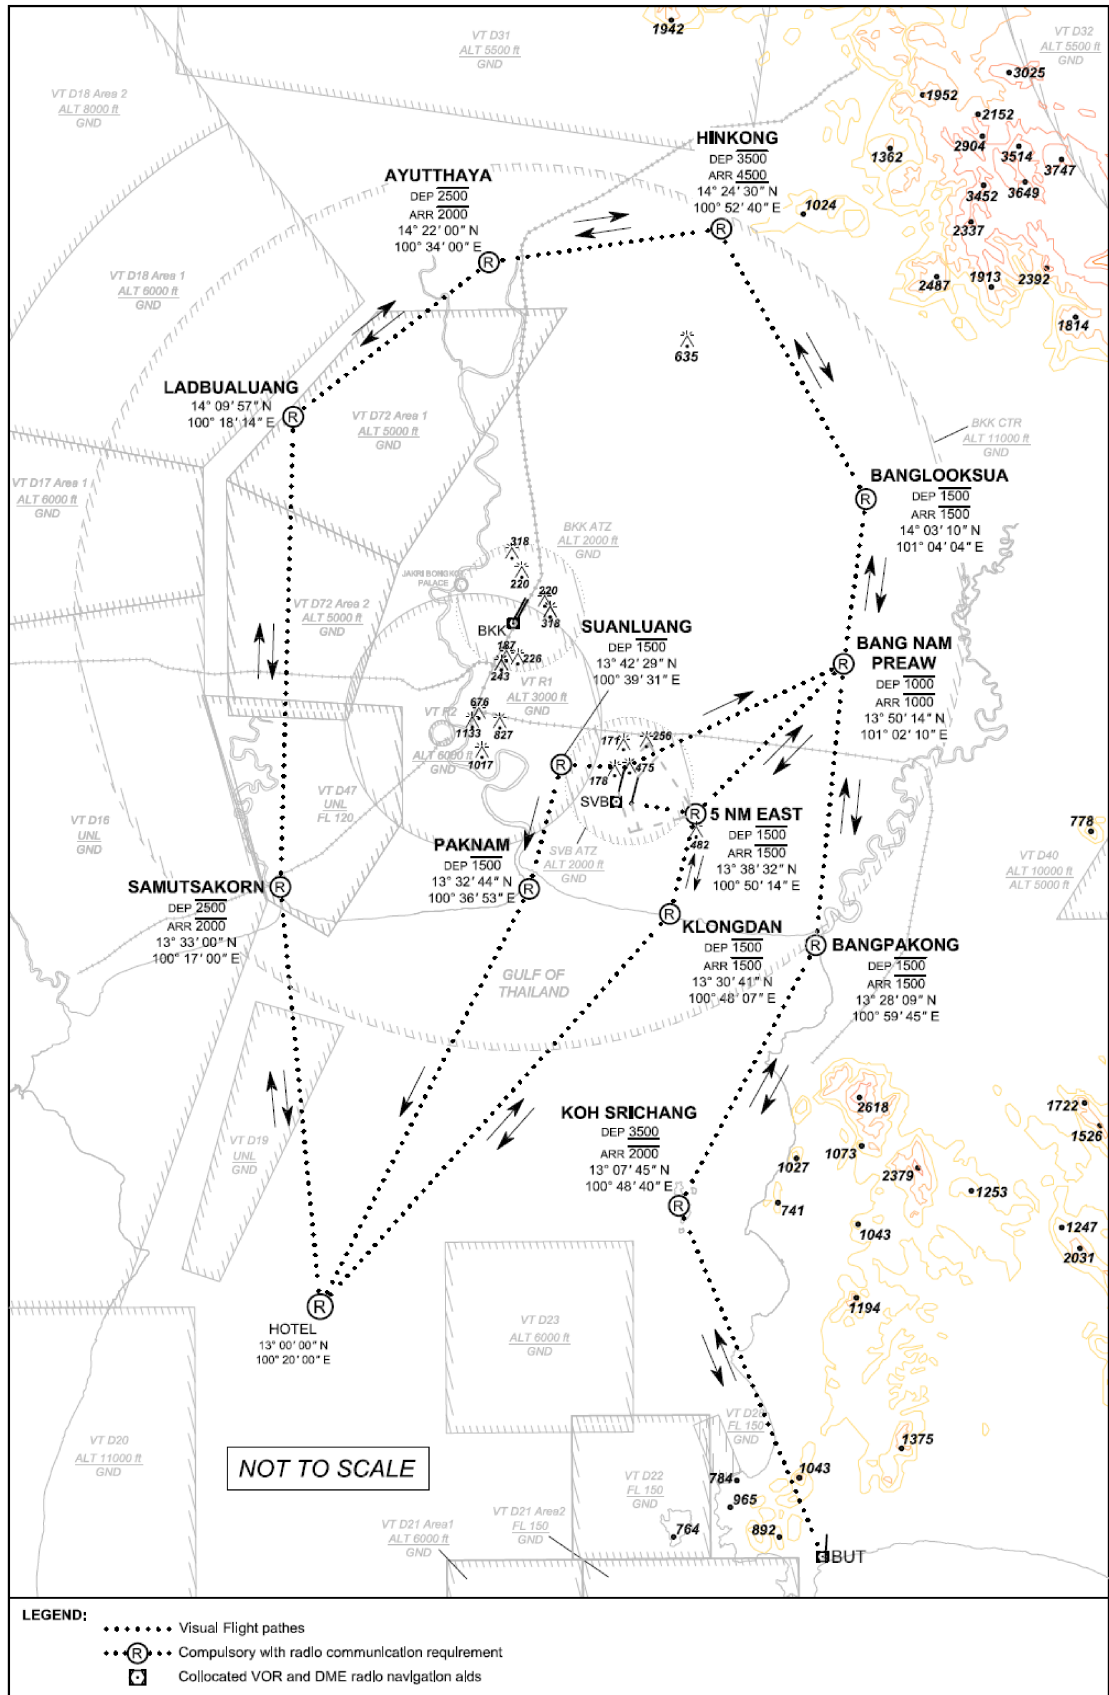 1942
VT D31
ALT 5500 ft
GND
VT D32
ALT 5500 ft
GND
3025
1952
2152
2904
3514
3747
3649
3452
2337
1362
1024
2487
1913
2392
1814
VT D18 Area 2
ALT 8000 ft
GND
HINKONG
DEP 3500
ARR 4500
14° 24' 30" N
100° 52' 40" E
AYUTTHAYA
DEP 2500
ARR 2000
14° 22' 00" N
100° 34' 00" E
R
R
VT D18 Area 1
ALT 6000 ft
GND
635
LADBUALUANG
14° 09' 57" N
100° 18' 14" E
R
VT D72 Area 1
ALT 5000 ft
GND
BKK CTR
ALT 11000 ft
GND
VT D17 Area 1
ALT 6000 ft
GND
BANGLOOKSUA
DEP 1500
ARR 1500
14° 03' 10" N
101° 04' 04" E
R
BKK ATZ
ALT 2000 ft
GND
318
220
220
318
JAKRI BONGKOT
PALACE
VT D72 Area 2
ALT 5000 ft
GND
BKK
187
226
243
SUANLUANG
DEP 1500
13° 42' 29" N
100° 39' 31" E
R
BANG NAM
PREAW
DEP 1000
ARR 1000
13° 50' 14" N
101° 02' 10" E
R
VT R1
ALT 3000 ft
GND
676
1133
827
1017
VT R2
ALT 6000 ft
GND
171
256
178
475
SVB
VT D47
UNL
FL 120
VT D16
UNL
GND
R
5 NM EAST
DEP 1500
ARR 1500
13° 38' 32" N
100° 50' 14" E
482
778
SVB ATZ
ALT 2000 ft
GND
PAKNAM
DEP 1500
13° 32' 44" N
100° 36' 53" E
R
VT D40
ALT 10000 ft
ALT 5000 ft
SAMUTSAKORN
DEP 2500
ARR 2000
13° 33' 00" N
100° 17' 00" E
R
R
KLONGDAN
DEP 1500
ARR 1500
13° 30' 41" N
100° 48' 07" E
R
BANGPAKONG
DEP 1500
ARR 1500
13° 28' 09" N
100° 59' 45" E
GULF OF
THAILAND
VT D19
UNL
GND
KOH SRICHANG
DEP 3500
ARR 2000
13° 07' 45" N
100° 48' 40" E
R
2618
1722
1526
1073
1027
2379
741
1253
1043
1247
2031
1194
R
HOTEL
13° 00' 00" N
100° 20' 00" E
VT D23
ALT 6000 ft
GND
VT D20
ALT 11000 ft
GND
NOT TO SCALE
FL 150
GND
1375
VT D22
FL 150
GND
784
1043
965
764
892
VT D21 Area1
ALT 6000 ft
GND
VT D21 Area2
FL 150
GND
BUT
LEGEND:
Visual Flight pathes
R
Compulsory with radio communication requirement
Collocated VOR and DME radio navigation aids